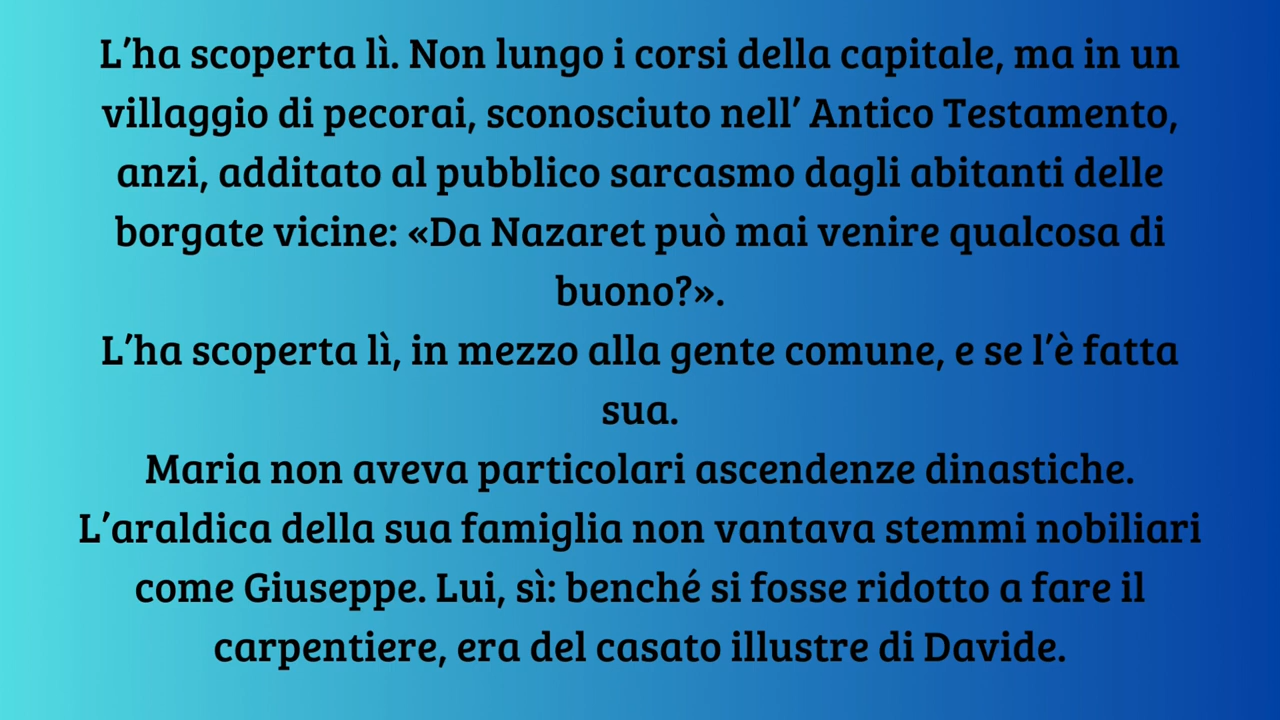 L’ha scoperta lì. Non lungo i corsi della capitale, ma in un
villaggio di pecorai, sconosciuto nell’ Antico Testamento,
anzi, additato al pubblico sarcasmo dagli abitanti delle
borgate vicine: «Da Nazaret può mai venire qualcosa di
buono?».
L’ha scoperta lì, in mezzo alla gente comune, e se l’è fatta
sua.
Maria non aveva particolari ascendenze dinastiche.
L’araldica della sua famiglia non vantava stemmi nobiliari
come Giuseppe. Lui, sì: benché si fosse ridotto a fare il
carpentiere, era del casato illustre di Davide.